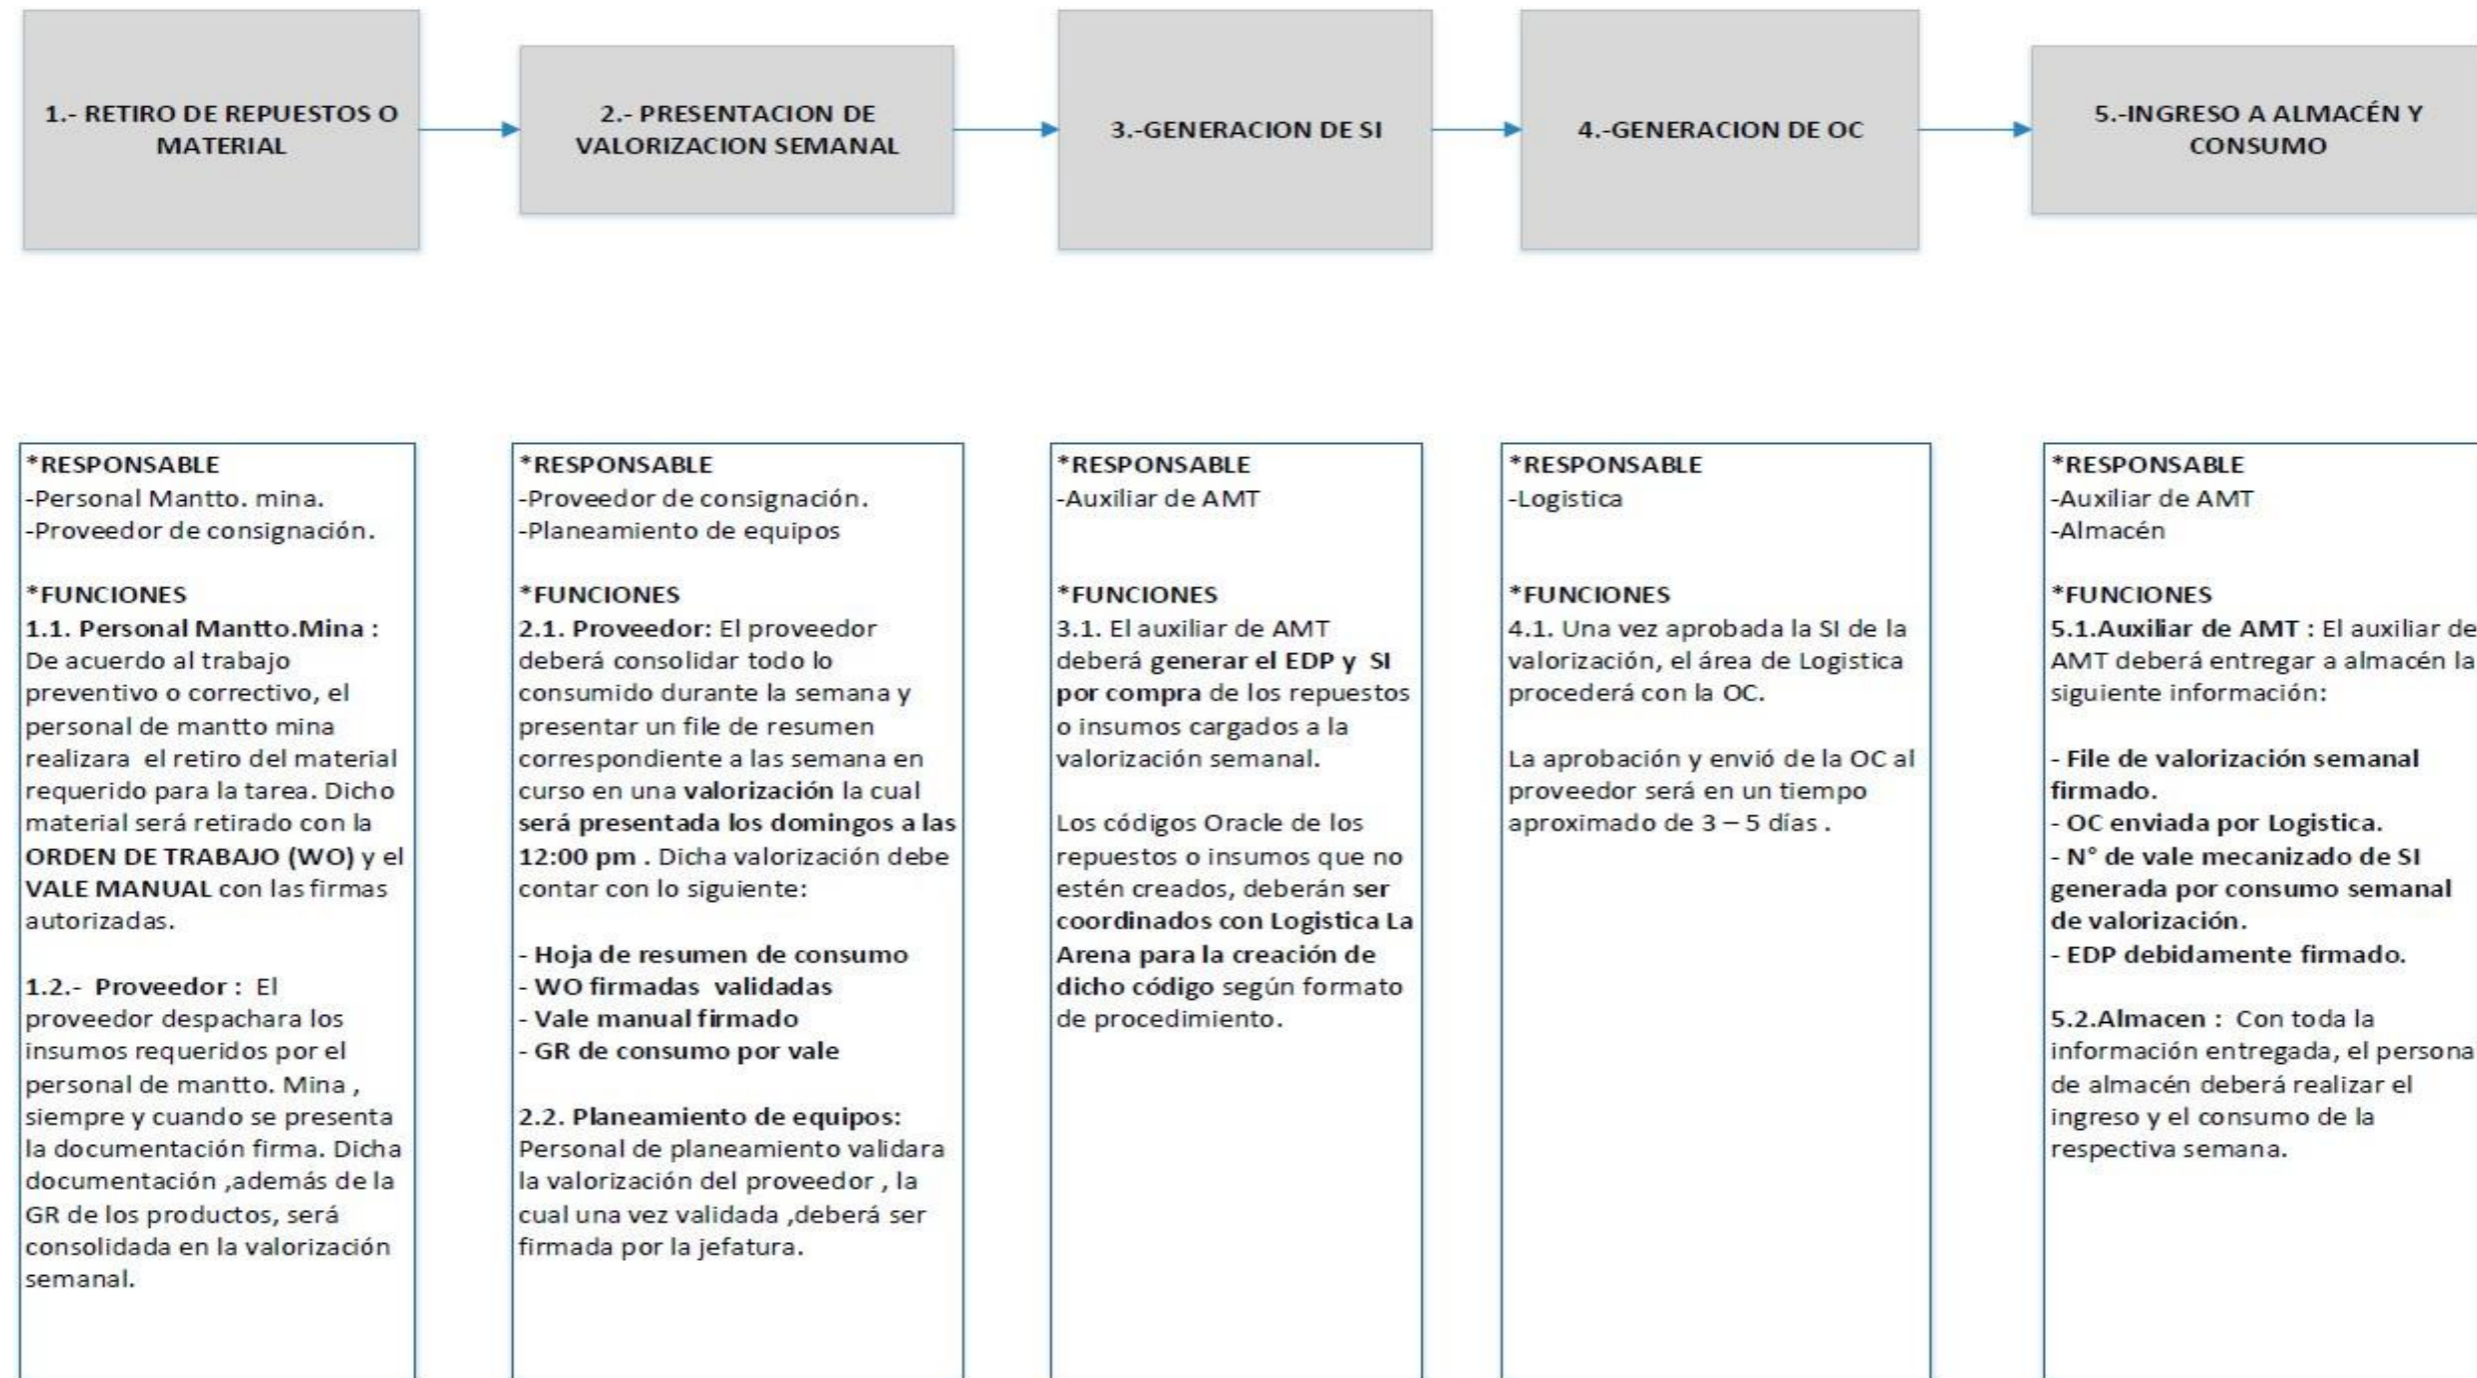 1.- RETIRO DE REPUESTOS O
MATERIAL
2.- PRESENTACION DE
VALORIZACION SEMANAL
3.-GENERACION DE SI
4.-GENERACION DE OC
5.-INGRESO A ALMACÉN Y
CONSUMO
*RESPONSABLE
-Personal Mantto. mina.
-Proveedor de consignación.
*FUNCIONES
1.1. Personal Mantto.Mina :
De acuerdo al trabajo
preventivo o correctivo, el
personal de mantto mina
realizara  el retiro del material
requerido para la tarea. Dicho
material será retirado con la
ORDEN DE TRABAJO (WO) y el
VALE MANUAL con las firmas
autorizadas.
1.2.-  Proveedor :  El
proveedor despachara los
insumos requeridos por el
personal de mantto. Mina ,
siempre y cuando se presenta
la documentación firma. Dicha
documentación ,además de la
GR de los productos, será
consolidada en la valorización
semanal.
*RESPONSABLE
-Proveedor de consignación.
-Planeamiento de equipos
*FUNCIONES
2.1. Proveedor: El proveedor
deberá consolidar todo lo
consumido durante la semana y
presentar un file de resumen
correspondiente a las semana en
curso en una valorización la cual
será presentada los domingos a las
12:00 pm . Dicha valorización debe
contar con lo siguiente:
- Hoja de resumen de consumo
- WO firmadas  validadas
- Vale manual firmado
- GR de consumo por vale
2.2. Planeamiento de equipos:
Personal de planeamiento validara
la valorización del proveedor , la
cual una vez validada ,deberá ser
firmada por la jefatura.
*RESPONSABLE
-Auxiliar de AMT
*FUNCIONES
3.1. El auxiliar de AMT
deberá generar el EDP y  SI
por compra de los repuestos
o insumos cargados a la
valorización semanal.
Los códigos Oracle de los
repuestos o insumos que no
estén creados, deberán ser
coordinados con Logistica La
Arena para la creación de
dicho código según formato
de procedimiento.
*RESPONSABLE
-Logistica
*FUNCIONES
4.1. Una vez aprobada la SI de la
valorización, el área de Logistica
procederá con la OC.
La aprobación y envió de la OC al
proveedor será en un tiempo
aproximado de 3 – 5 días .
*RESPONSABLE
-Auxiliar de AMT
-Almacén
*FUNCIONES
5.1.Auxiliar de AMT : El auxiliar de
AMT deberá entregar a almacén la
siguiente información:
- File de valorización semanal
firmado.
- OC enviada por Logistica.
- N° de vale mecanizado de SI
generada por consumo semanal
de valorización.
- EDP debidamente firmado.
5.2.Almacen :  Con toda la
información entregada, el persona
de almacén deberá realizar el
ingreso y el consumo de la
respectiva semana.